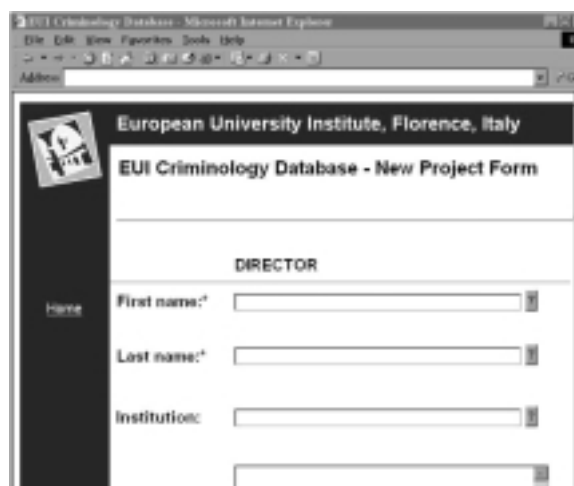 EUI Criminology Database - Microsoft Internet Explorer
File Edit View Favorites Tools Help
Address
European University Institute, Florence, Italy
EUI Criminology Database - New Project Form
DIRECTOR
Home
First name:* ?
Last name:* ?
Institution: ?